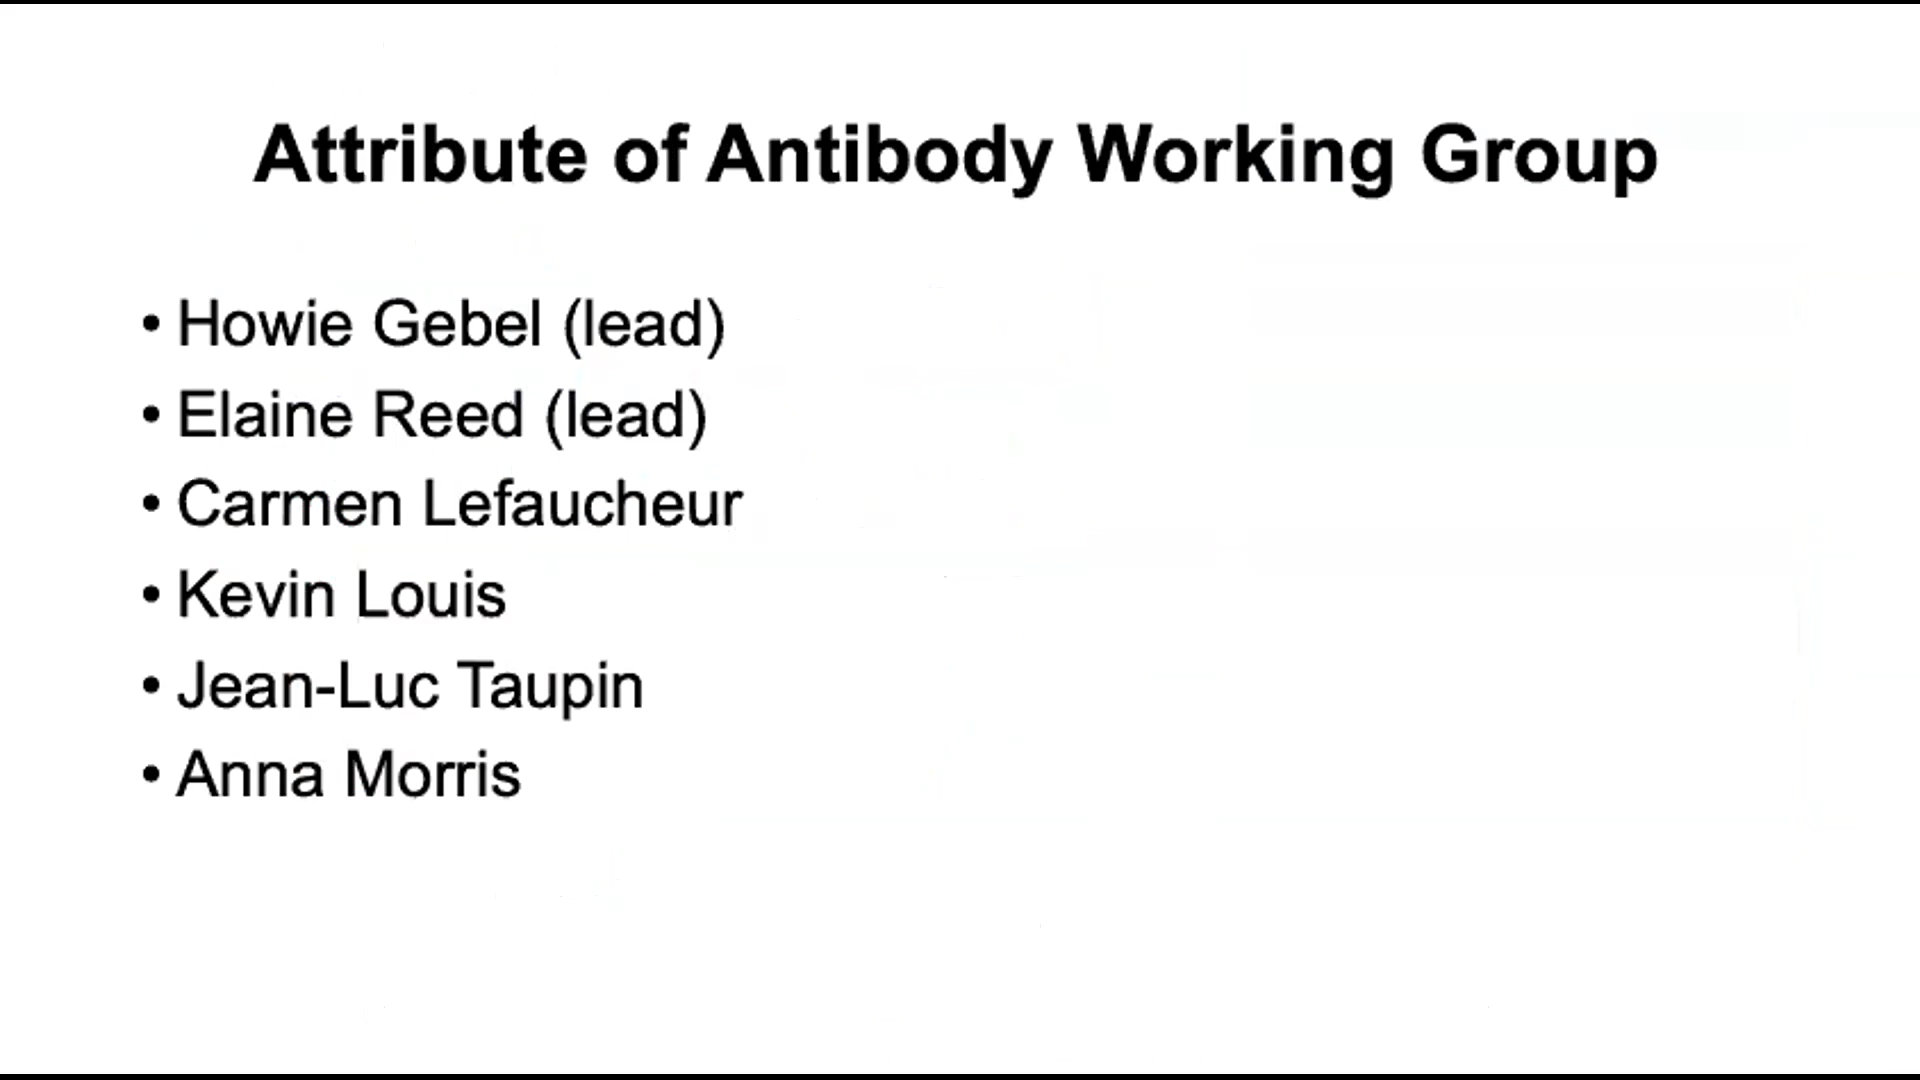 Attribute of Antibody Working Group
• Howie Gebel (lead)
• Elaine Reed (lead)
• Carmen Lefaucheur
• Kevin Louis
• Jean-Luc Taupin
• Anna Morris